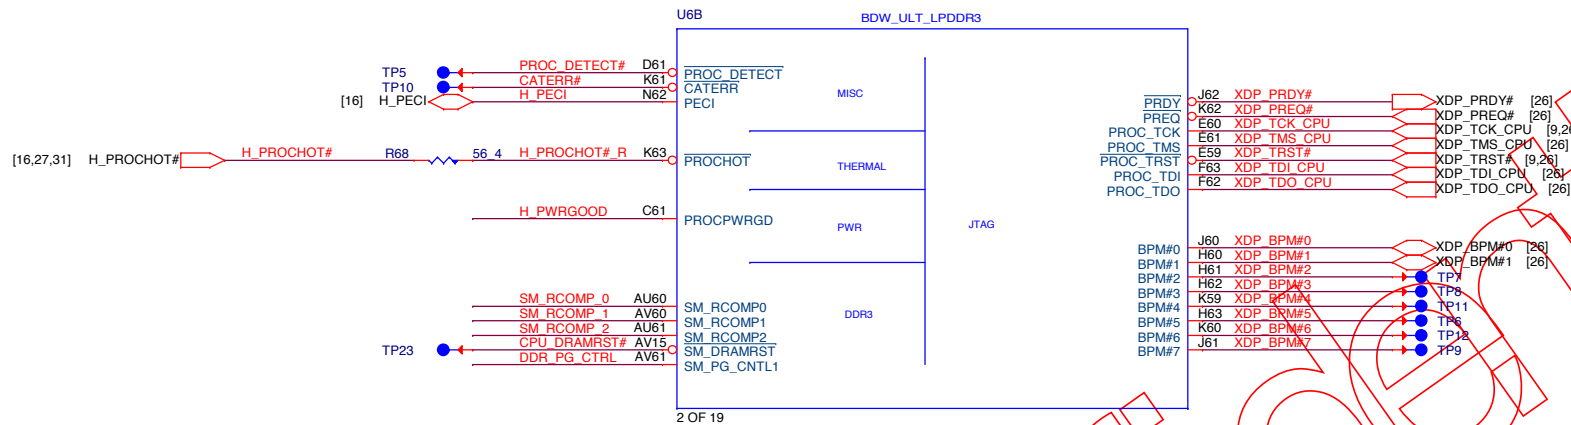 U6B
BDW_ULT_LPDDR3
TP5 PROC_DETECT# D61 PROC_DETECT
TP10 CATERR# K61 CATERR
[16] H_PECI H_PECI N62 PECI
MISC
PRDY J62 XDP_PRDY# XDP_PRDY# [26]
PREQ K62 XDP_PREQ# XDP_PREQ# [26]
PROC_TCK E60 XDP_TCK_CPU XDP_TCK_CPU
PROC_TMS E61 XDP_TMS_CPU XDP_TMS_CPU [26]
[16,27,31] H_PROCHOT# H_PROCHOT# R68 56_4 H_PROCHOT#_R K63 PROCHOT
THERMAL
PROC_TRST E59 XDP_TRST# XDP_TRST# [9,26]
PROC_TDI F63 XDP_TDI_CPU XDP_TDI_CPU [26]
PROC_TDO F62 XDP_TDO_CPU XDP_TDO_CPU [26]
H_PWRGOOD C61 PROCPWRGD
PWR
JTAG
BPM#0 J60 XDP_BPM#0 XDP_BPM#0 [26]
BPM#1 H60 XDP_BPM#1 XDP_BPM#1 [26]
BPM#2 H61 XDP_BPM#2 TP7
BPM#3 H62 XDP_BPM#3 TP8
BPM#4 K59 XDP_BPM#4 TP11
BPM#5 H63 XDP_BPM#5 TP6
BPM#6 K60 XDP_BPM#6 TP12
BPM#7 J61 XDP_BPM#7 TP9
SM_RCOMP_0 AU60 SM_RCOMP0
SM_RCOMP_1 AV60 SM_RCOMP1
SM_RCOMP_2 AU61 SM_RCOMP2
DDR3
TP23 CPU_DRAMRST# AV15 SM_DRAMRST
DDR_PG_CTRL AV61 SM_PG_CNTL1
2 OF 19